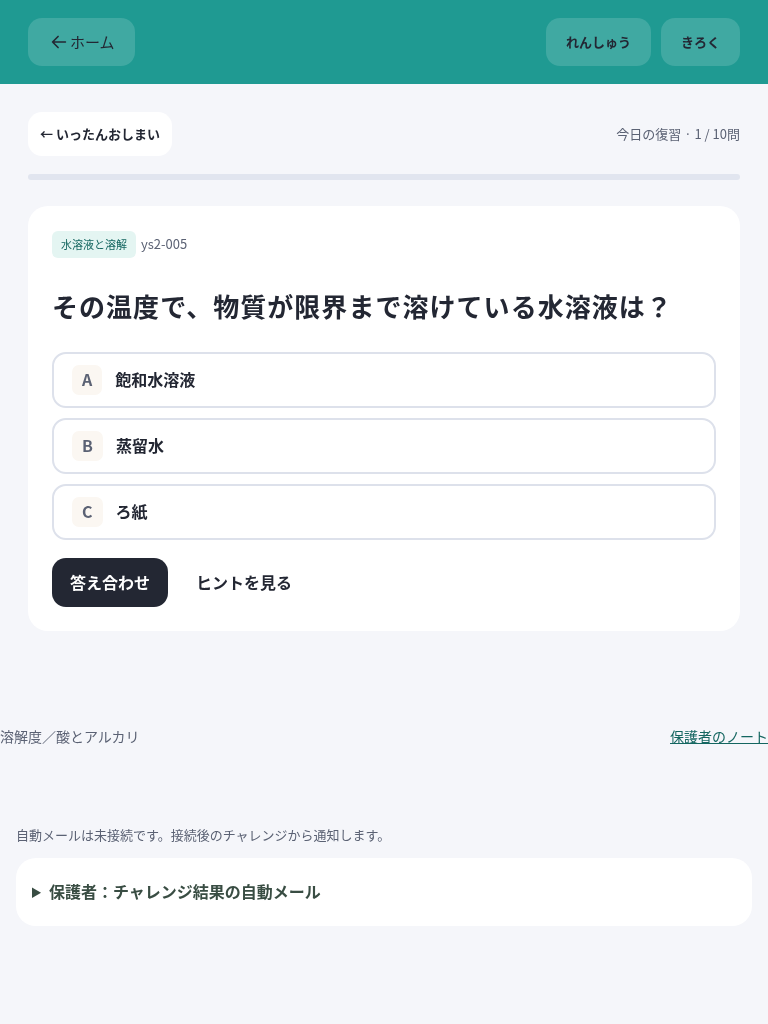 ← ホーム
れんしゅう
きろく
← いったんおしまい
今日の復習 · 1 / 10問
水溶液と溶解 ys2-005
その温度で、物質が限界まで溶けている水溶液は？
A 飽和水溶液
B 蒸留水
C ろ紙
答え合わせ
ヒントを見る
溶解度／酸とアルカリ
保護者のノート
自動メールは未接続です。接続後のチャレンジから通知します。
▶ 保護者：チャレンジ結果の自動メール